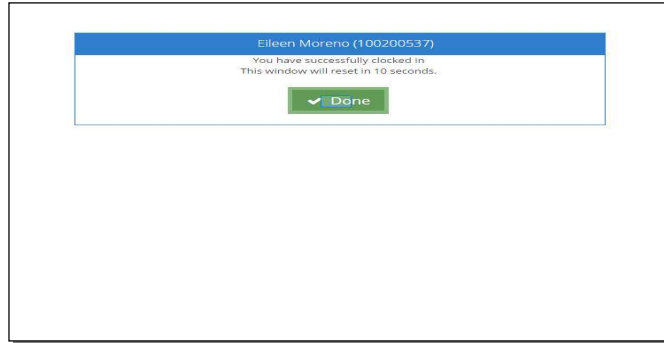 Eileen Moreno (100200537)
You have successfully clocked in
This window will reset in 10 seconds.
Done